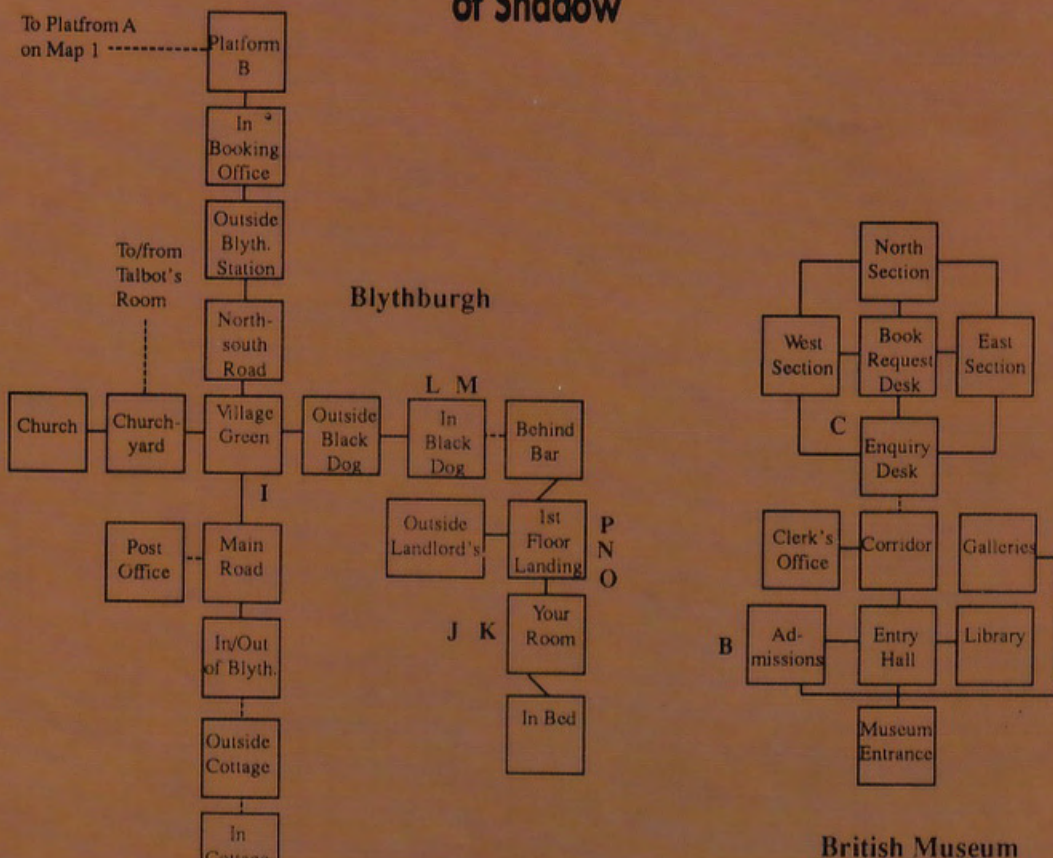 of Shadow
To Platfrom A
on Map 1
Platform
B
In
Booking
Office
Outside
Blyth.
Station
To/from
Talbot's
Room
North-
south
Road
Blythburgh
Church
Church-
yard
Village
Green
Outside
Black
Dog
L M
In
Black
Dog
Behind
Bar
I
Post
Office
Main
Road
Outside
Landlord's
1st
Floor
Landing
P
N
O
In/Out
of Blyth.
J K
Your
Room
Outside
Cottage
In Bed
In
Cottage
North
Section
West
Section
Book
Request
Desk
East
Section
C
Enquiry
Desk
Clerk's
Office
Corridor
Galleries
B
Ad-
missions
Entry
Hall
Library
Museum
Entrance
British Museum